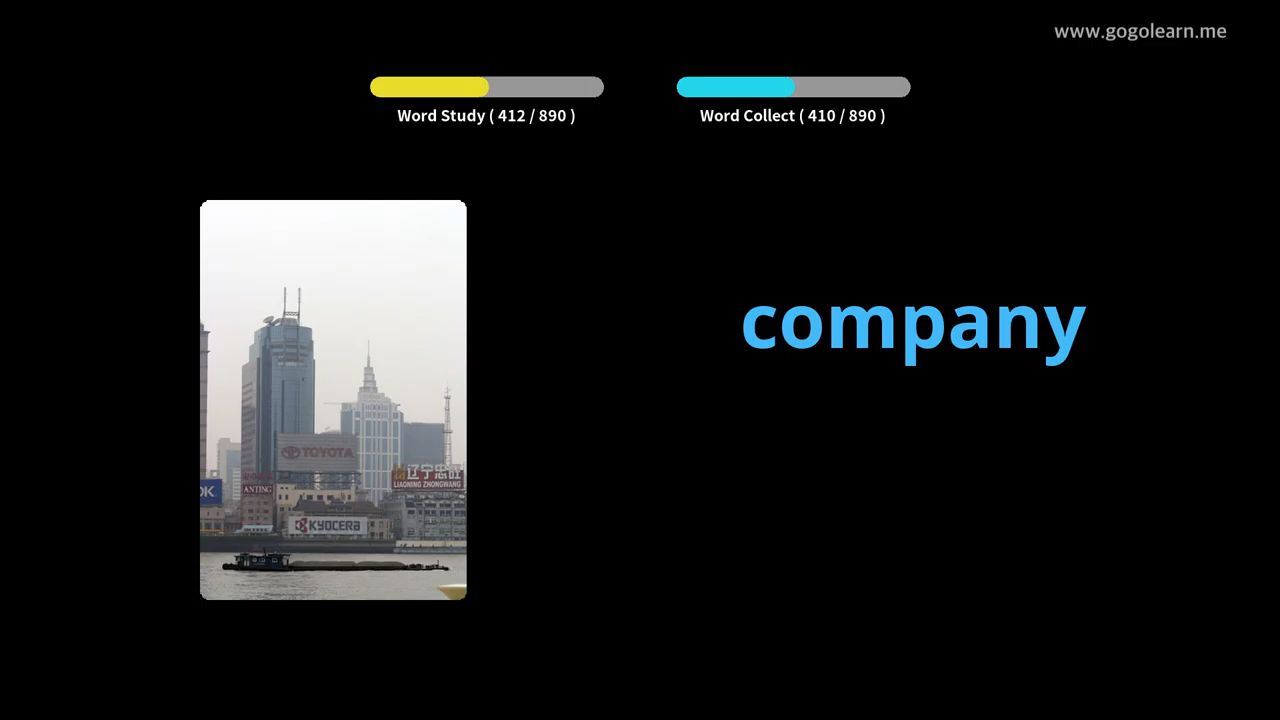 www.gogolearn.me
Word Study ( 412 / 890 )
Word Collect ( 410 / 890 )
company
TOYOTA
辽宁忠旺
LIAONING ZHONGWANG
OK
ANTING
KYOCERA